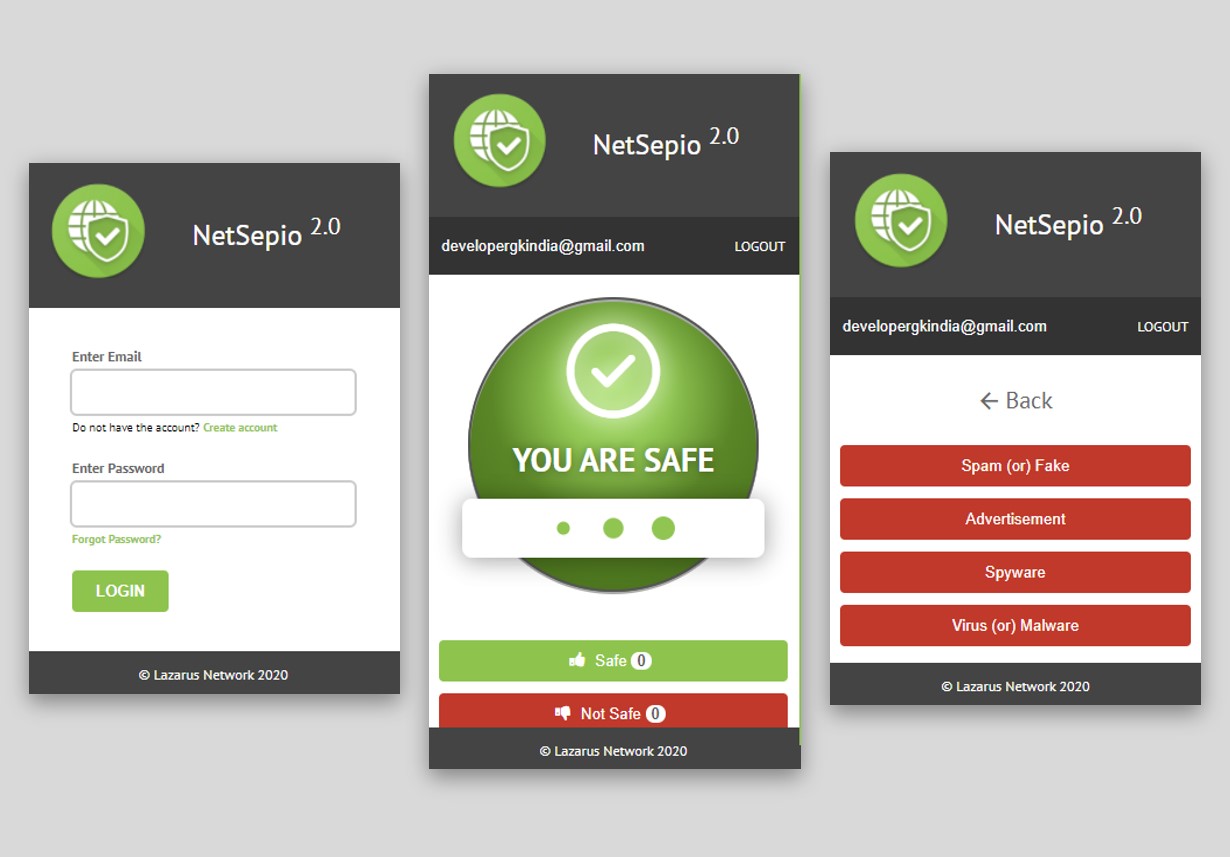 NetSepio 2.0
Enter Email
Do not have the account? Create account
Enter Password
Forgot Password?
LOGIN
© Lazarus Network 2020
NetSepio 2.0
developergkindia@gmail.com LOGOUT
YOU ARE SAFE
Safe 0
Not Safe 0
© Lazarus Network 2020
NetSepio 2.0
developergkindia@gmail.com LOGOUT
← Back
Spam (or) Fake
Advertisement
Spyware
Virus (or) Malware
© Lazarus Network 2020